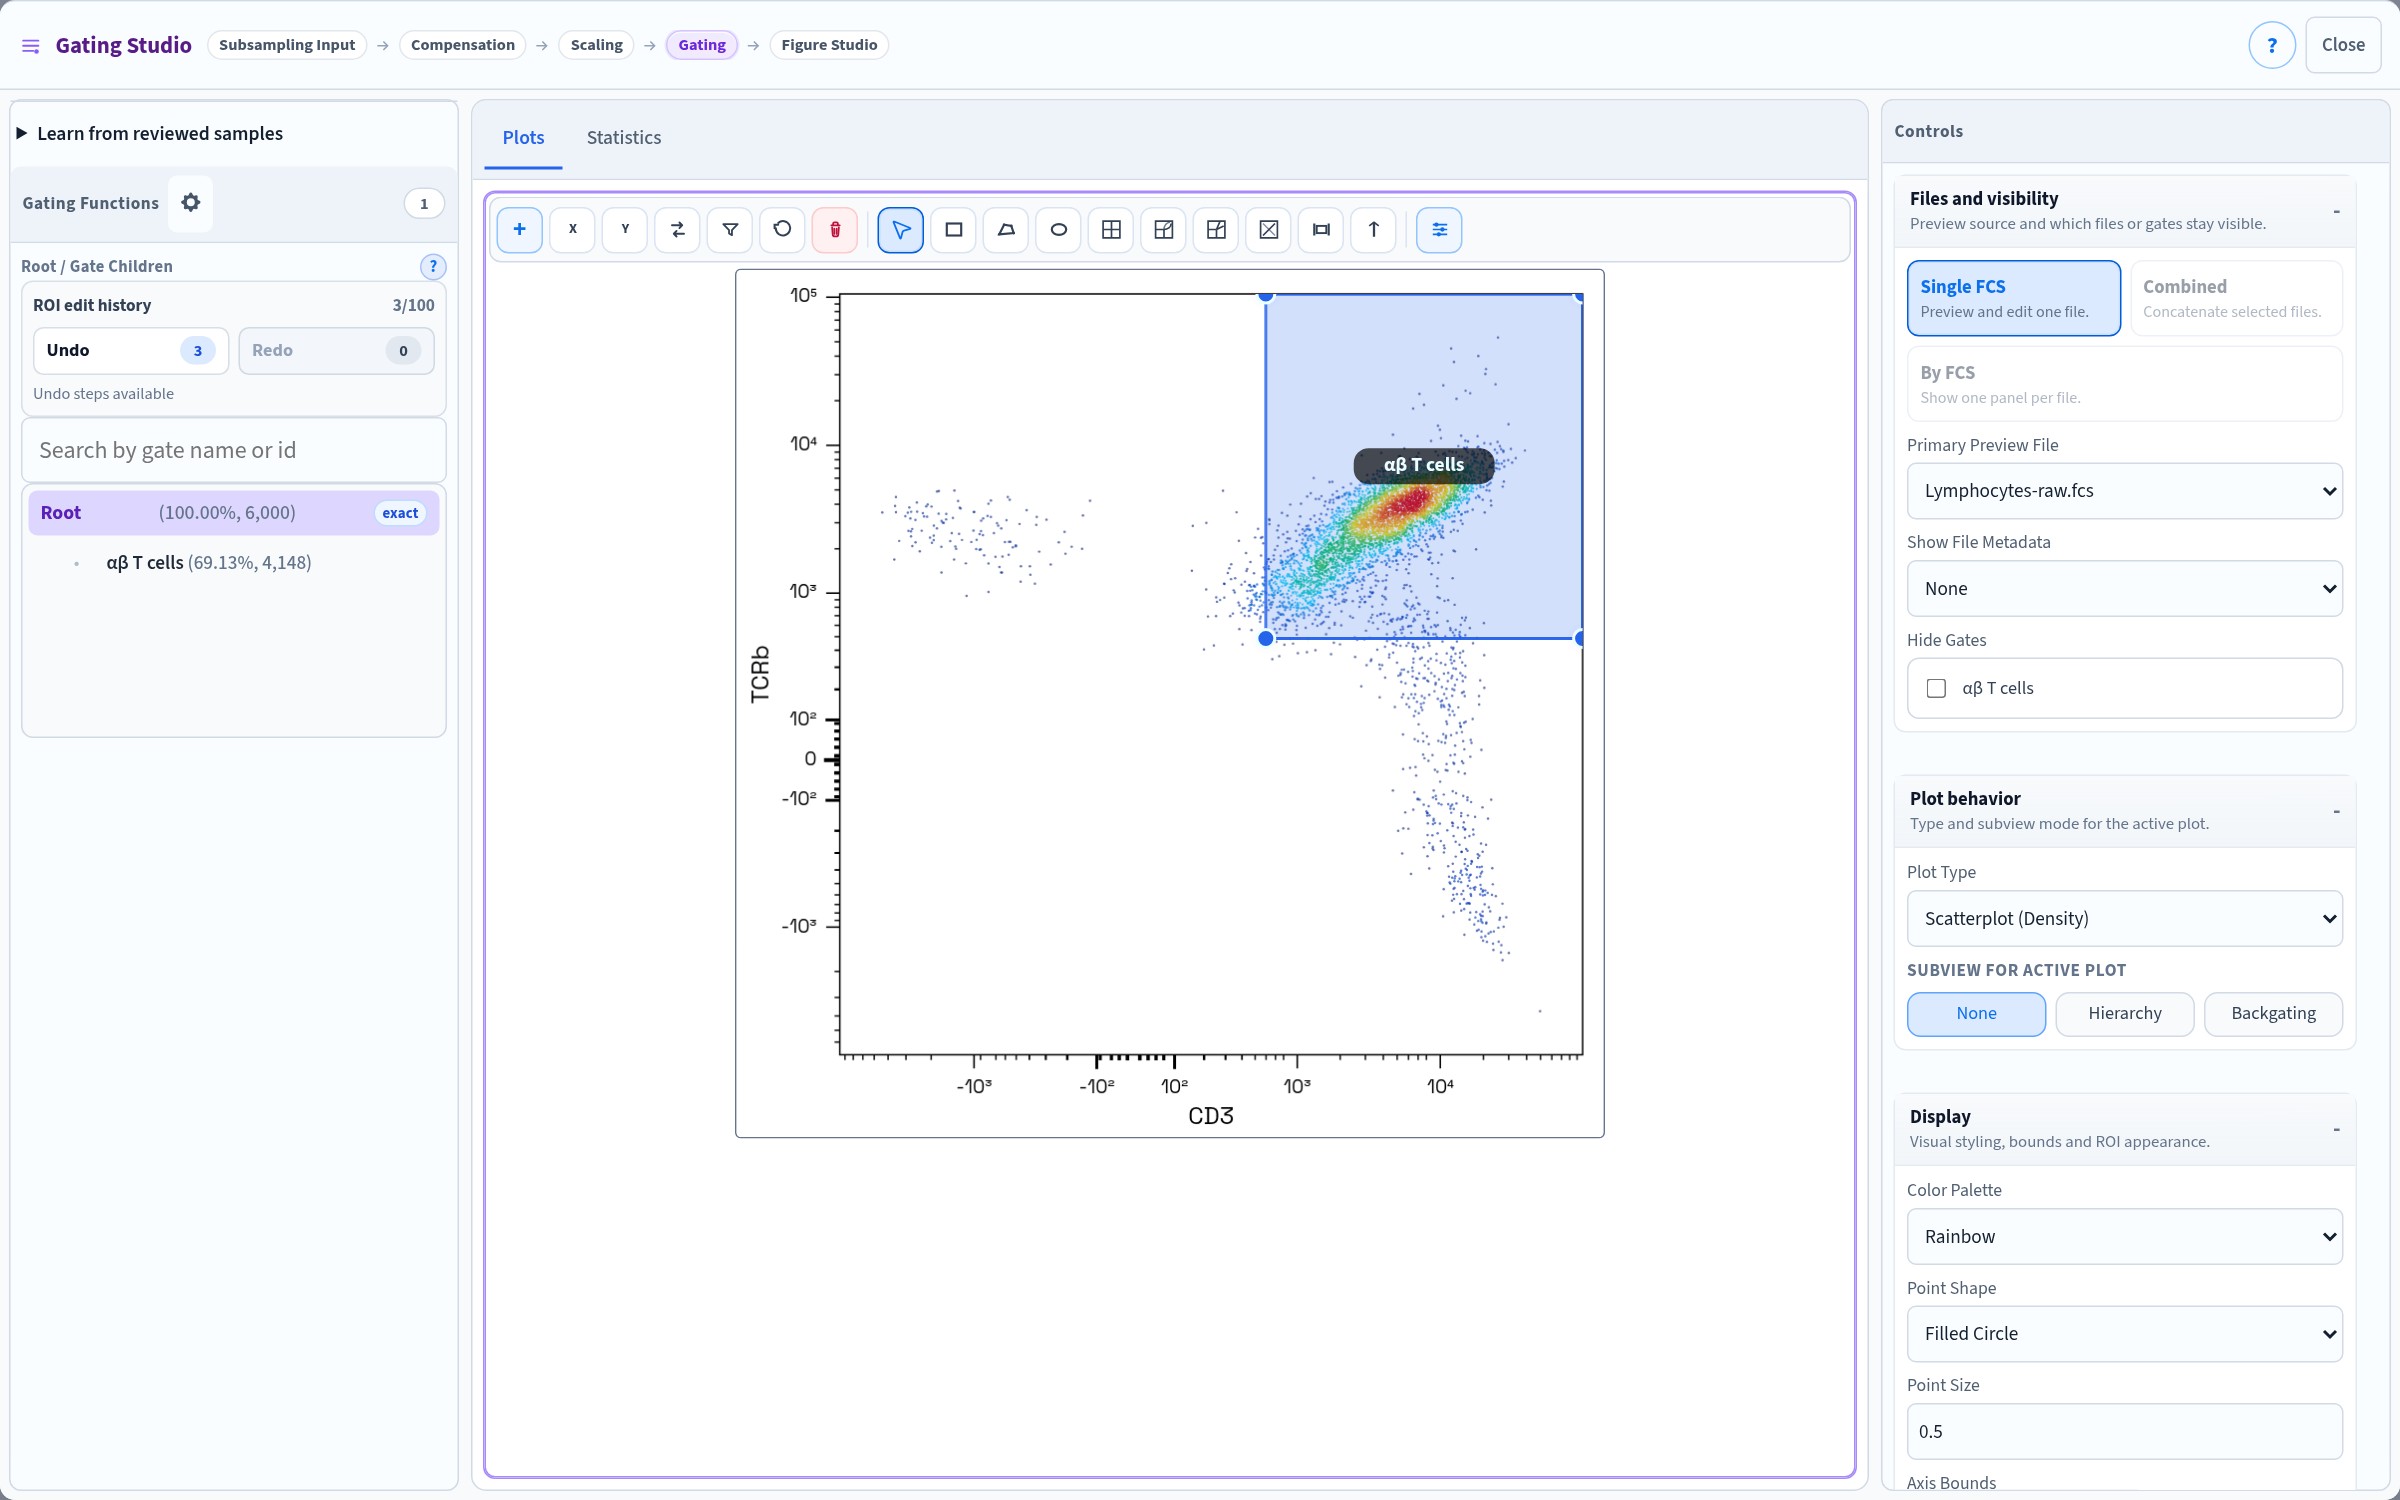 Gating Studio
Subsampling Input → Compensation → Scaling → Gating → Figure Studio
? Close
Learn from reviewed samples
Gating Functions 1
Root / Gate Children ?
ROI edit history 3/100
Undo 3 Redo 0
Undo steps available
Search by gate name or id
Root (100.00%, 6,000) exact
αβ T cells (69.13%, 4,148)
Plots Statistics
+ X Y
10⁵
10⁴
10³
10²
0
-10²
-10³
TCRb
αβ T cells
-10³ -10² 10² 10³ 10⁴
CD3
Controls
Files and visibility
Preview source and which files or gates stay visible.
-
Single FCS
Preview and edit one file.
Combined
Concatenate selected files.
By FCS
Show one panel per file.
Primary Preview File
Lymphocytes-raw.fcs
Show File Metadata
None
Hide Gates
αβ T cells
Plot behavior
Type and subview mode for the active plot.
-
Plot Type
Scatterplot (Density)
SUBVIEW FOR ACTIVE PLOT
None Hierarchy Backgating
Display
Visual styling, bounds and ROI appearance.
-
Color Palette
Rainbow
Point Shape
Filled Circle
Point Size
0.5
Axis Bounds